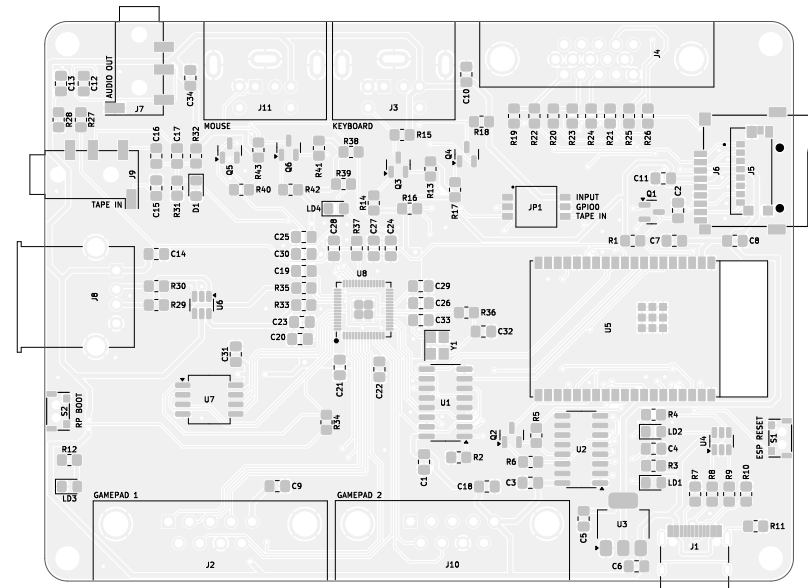 AUDIO OUT
J7
C13
C12
C34
J11
J3
C10
J4
MOUSE
KEYBOARD
R28
R27
C16
C17
R32
Q5
R43
Q6
R41
R38
R15
Q4
R18
R19
R22
R20
R23
R24
R21
R25
R26
J9
TAPE IN
C15
R31
D1
R40
R42
R39
Q3
R13
R17
C11
Q1
C2
J6
J5
LD4
R14
R16
JP1
INPUT
GPIO0
TAPE IN
C25
C28
R37
C27
C24
R1
C7
C8
C14
C30
C19
U8
J8
R30
R29
U6
R35
R33
C23
C20
C29
C26
C33
R36
C32
Y1
U5
C31
C21
C22
U7
U1
S2
RP BOOT
R34
Q2
R5
U2
R4
LD2
C4
R3
LD1
U4
ESP RESET
S1
R12
LD3
C1
R2
R6
C3
C18
C9
R7
R8
R9
R10
GAMEPAD 1
GAMEPAD 2
J2
J10
C5
U3
C6
J1
R11